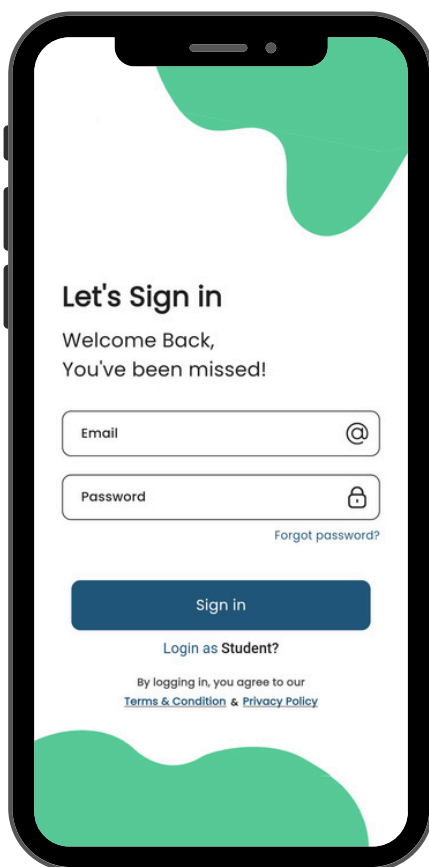 Let's Sign in
Welcome Back,
You've been missed!
Email
Password
Forgot password?
Sign in
Login as Student?
By logging in, you agree to our
Terms & Condition & Privacy Policy